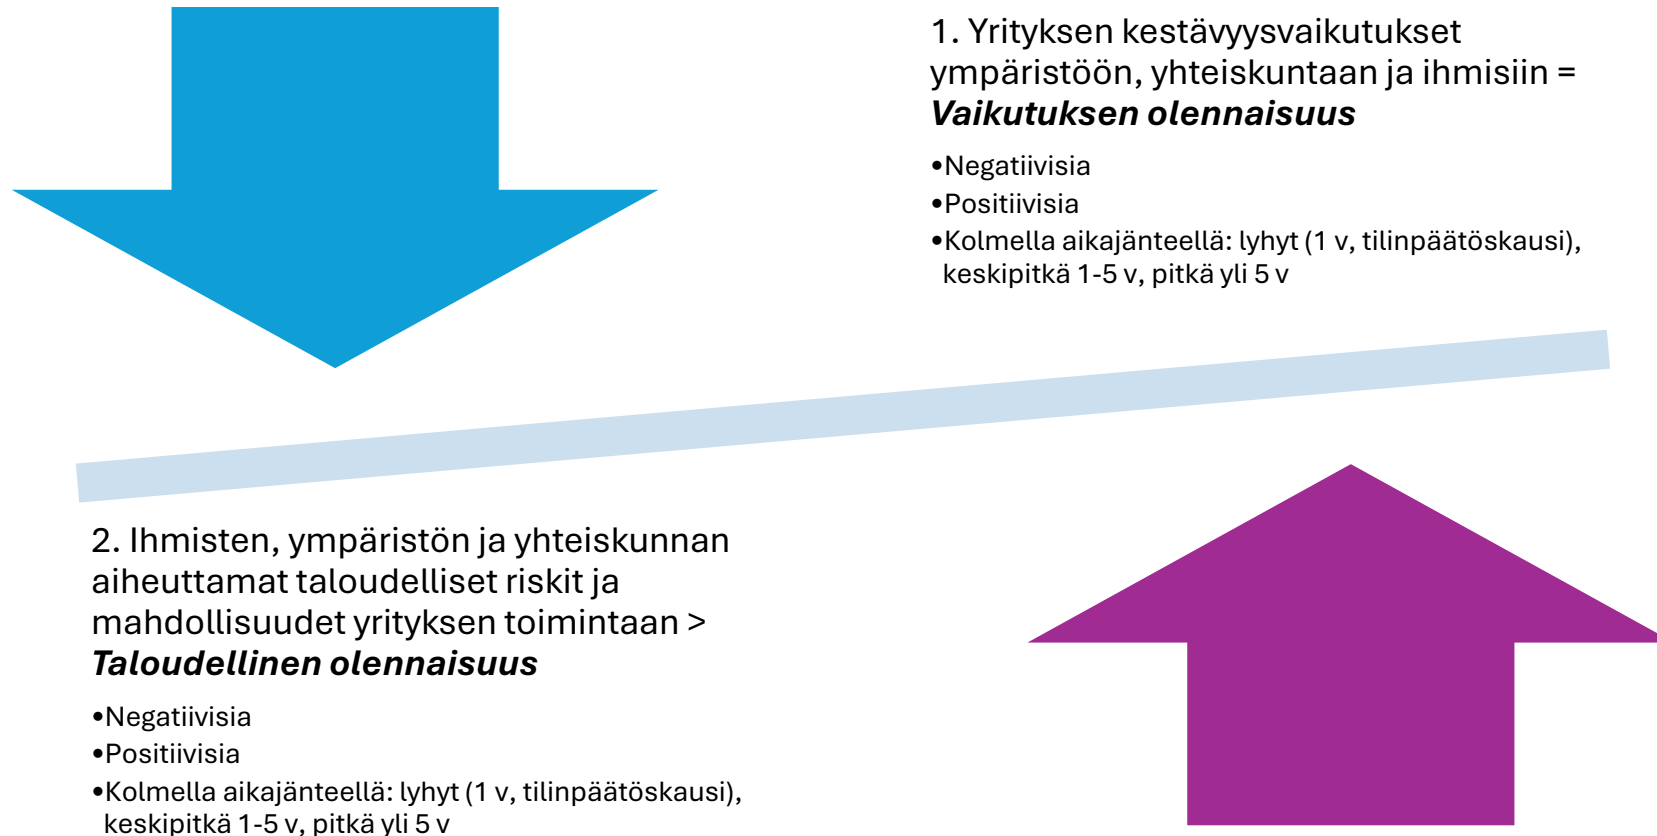 1. Yrityksen kestävyysvaikutukset
ympäristöön, yhteiskuntaan ja ihmisiin =
Vaikutuksen olennaisuus
•Negatiivisia
•Positiivisia
•Kolmella aikajänteellä: lyhyt (1 v, tilinpäätöskausi),
keskipitkä 1-5 v, pitkä yli 5 v
2. Ihmisten, ympäristön ja yhteiskunnan
aiheuttamat taloudelliset riskit ja
mahdollisuudet yrityksen toimintaan >
Taloudellinen olennaisuus
•Negatiivisia
•Positiivisia
•Kolmella aikajänteellä: lyhyt (1 v, tilinpäätöskausi),
keskipitkä 1-5 v, pitkä yli 5 v